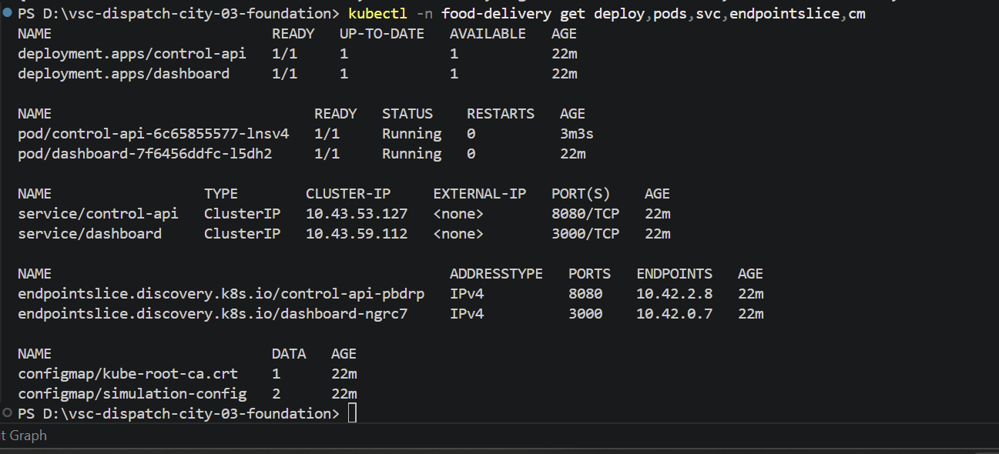 PS D:\vsc-dispatch-city-03-foundation> kubectl -n food-delivery get deploy,pods,svc,endpointslice,cm
NAME READY UP-TO-DATE AVAILABLE AGE
deployment.apps/control-api 1/1 1 1 22m
deployment.apps/dashboard 1/1 1 1 22m
NAME READY STATUS RESTARTS AGE
pod/control-api-6c65855577-lnsv4 1/1 Running 0 3m3s
pod/dashboard-7f6456ddfc-l5dh2 1/1 Running 0 22m
NAME TYPE CLUSTER-IP EXTERNAL-IP PORT(S) AGE
service/control-api ClusterIP 10.43.53.127 <none> 8080/TCP 22m
service/dashboard ClusterIP 10.43.59.112 <none> 3000/TCP 22m
NAME ADDRESSTYPE PORTS ENDPOINTS AGE
endpointslice.discovery.k8s.io/control-api-pbdrp IPv4 8080 10.42.2.8 22m
endpointslice.discovery.k8s.io/dashboard-ngrc7 IPv4 3000 10.42.0.7 22m
NAME DATA AGE
configmap/kube-root-ca.crt 1 22m
configmap/simulation-config 2 22m
PS D:\vsc-dispatch-city-03-foundation>
t Graph